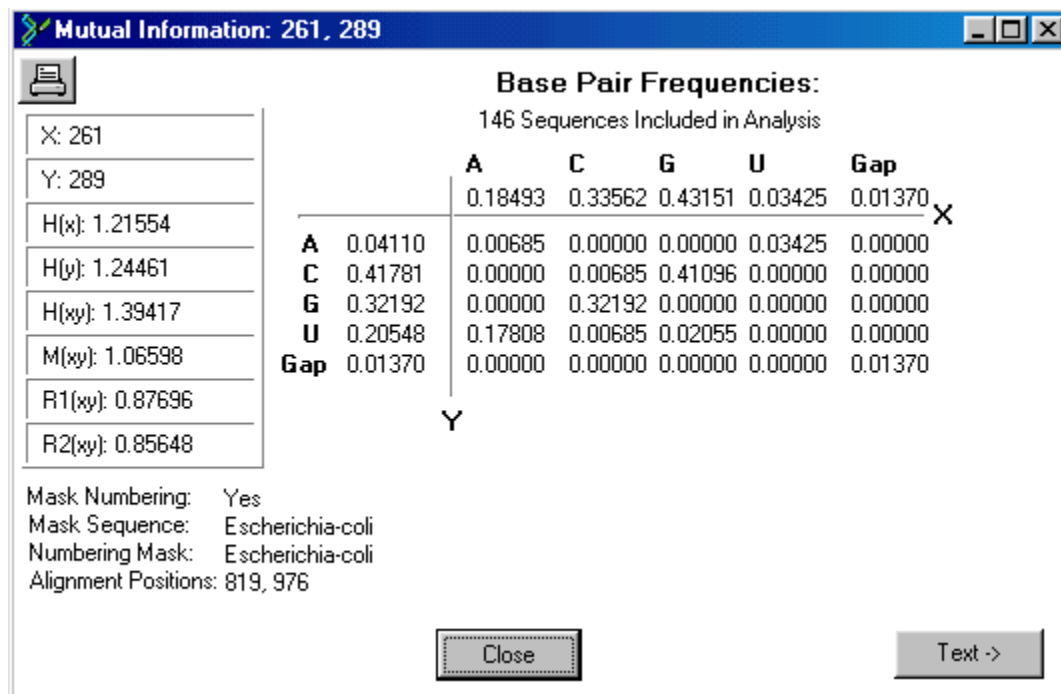 Mutual Information: 261, 289
Base Pair Frequencies:
146 Sequences Included in Analysis
X: 261
Y: 289
H(x): 1.21554
H(y): 1.24461
H(xy): 1.39417
M(xy): 1.06598
R1(xy): 0.87696
R2(xy): 0.85648
A C G U Gap
0.18493 0.33562 0.43151 0.03425 0.01370 X
A 0.04110 0.00685 0.00000 0.00000 0.03425 0.00000
C 0.41781 0.00000 0.00685 0.41096 0.00000 0.00000
G 0.32192 0.00000 0.32192 0.00000 0.00000 0.00000
U 0.20548 0.17808 0.00685 0.02055 0.00000 0.00000
Gap 0.01370 0.00000 0.00000 0.00000 0.00000 0.01370
Y
Mask Numbering: Yes
Mask Sequence: Escherichia-coli
Numbering Mask: Escherichia-coli
Alignment Positions: 819, 976
Close
Text ->